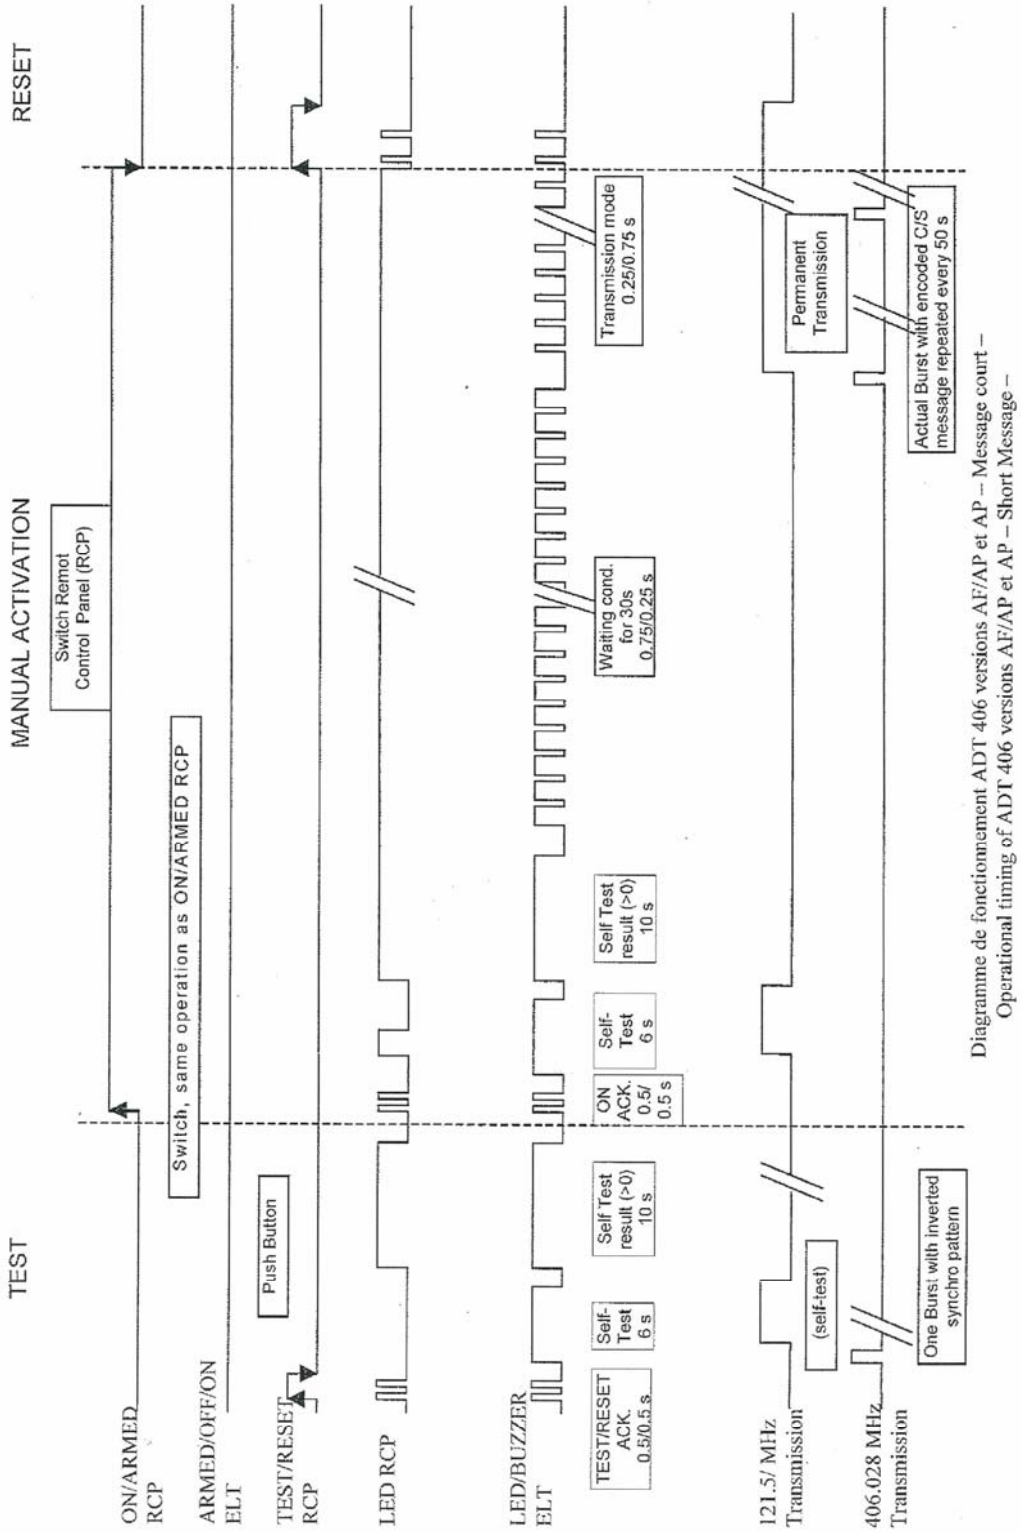 TEST
MANUAL ACTIVATION
RESET
ON/ARMED
RCP
Switch Remot
Control Panel (RCP)
ARMED/OFF/ON
ELT
Switch, same operation as ON/ARMED RCP
TEST/RESET
RCP
Push Button
LED RCP
LED/BUZZER
ELT
TEST/RESET
ACK.
0.5/0.5 s
Self-
Test
6 s
Self Test
result (>0)
10 s
ON
ACK.
0.5/
0.5 s
Self-
Test
6 s
Self Test
result (>0)
10 s
Waiting cond.
for 30s
0.75/0.25 s
Transmission mode
0.25/0.75 s
121.5/ MHz
Transmission
(self-test)
Permanent
Transmission
406.028 MHz
Transmission
One Burst with inverted
synchro pattern
Actual Burst with encoded C/S
message repeated every 50 s
Diagramme de fonctionnement ADT 406 versions AF/AP et AP – Message court –
Operational timing of ADT 406 versions AF/AP et AP – Short Message –